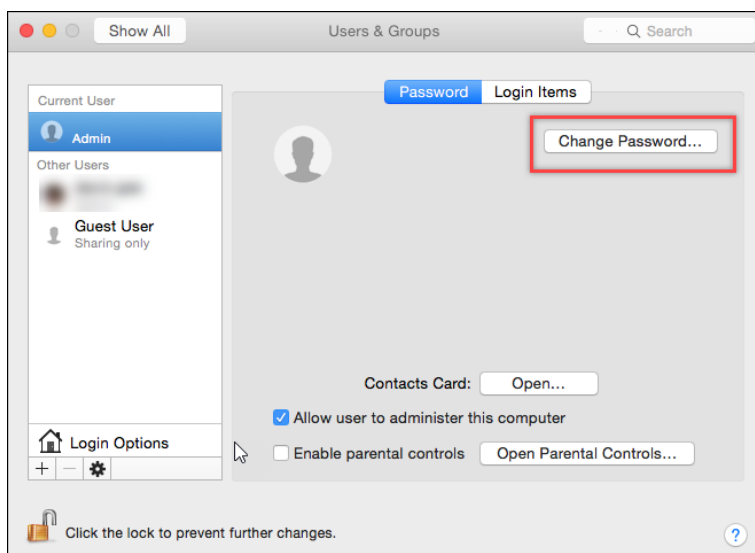 Show All
Users & Groups
Search
Current User
Admin
Other Users
Guest User
Sharing only
Login Options
Password
Login Items
Change Password...
Contacts Card:
Open...
Allow user to administer this computer
Enable parental controls
Open Parental Controls...
Click the lock to prevent further changes.
?